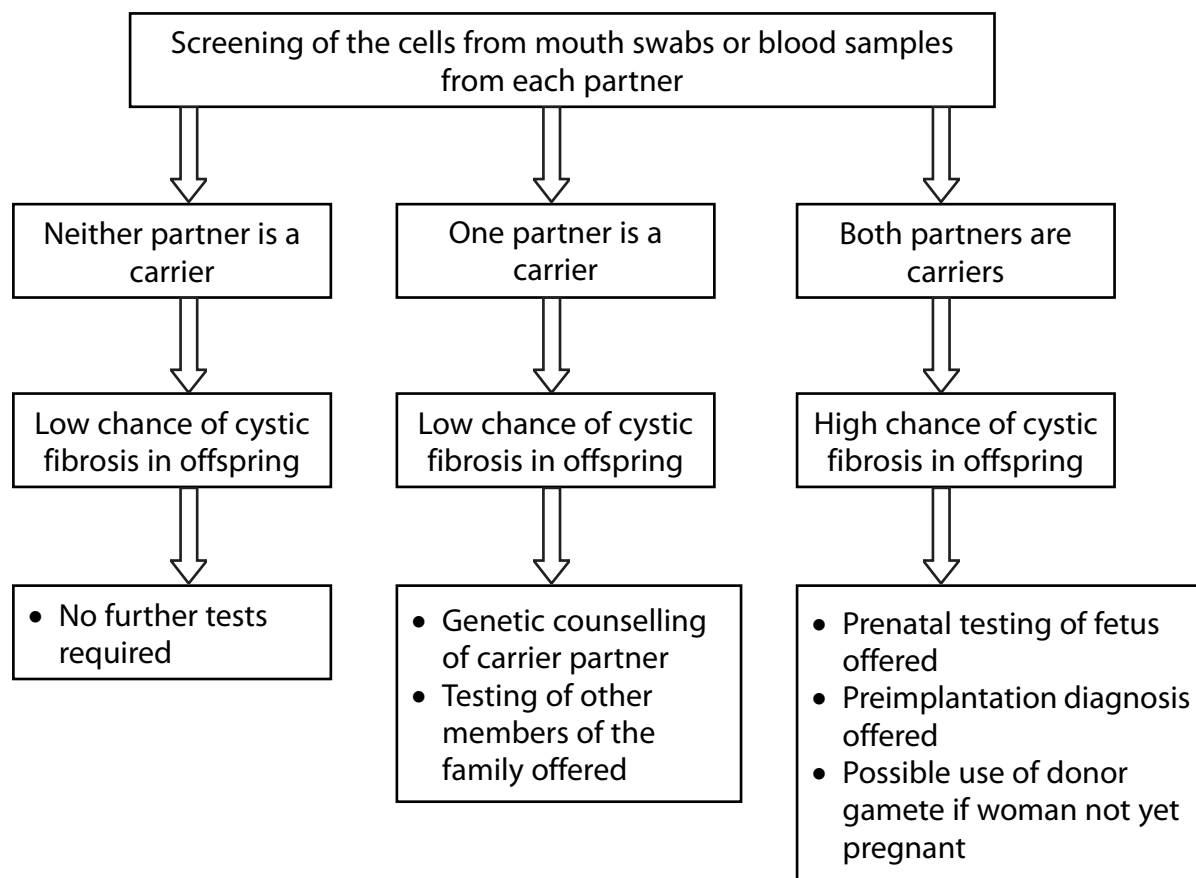 Screening of the cells from mouth swabs or blood samples
from each partner
Neither partner is a
carrier
One partner is a
carrier
Both partners are
carriers
Low chance of cystic
fibrosis in offspring
Low chance of cystic
fibrosis in offspring
High chance of cystic
fibrosis in offspring
• No further tests
required
• Genetic counselling
of carrier partner
• Testing of other
members of the
family offered
• Prenatal testing of fetus
offered
• Preimplantation diagnosis
offered
• Possible use of donor
gamete if woman not yet
pregnant